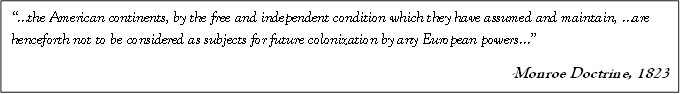 “...the American continents, by the free and independent condition which they have assumed and maintain, ...are
henceforth not to be considered as subjects for future colonization by any European powers...”
-Monroe Doctrine, 1823